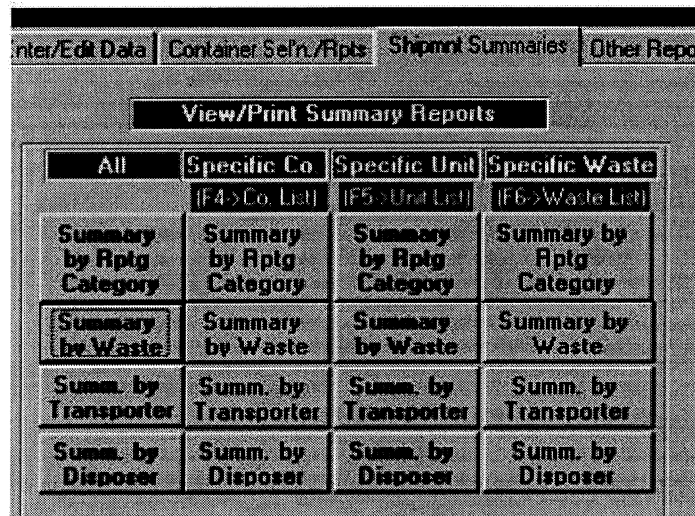 nter/Edit Data Container Sel'n./Rpts Shipmnt Summaries Other Repo
View/Print Summary Reports
All Specific Co. Specific Unit Specific Waste
(F4->Co. List) (F5->Unit List) (F6->Waste List)
Summary Summary Summary Summary by
by Rptg by Rptg by Rptg Rptg
Category Category Category Category
Summary Summary Summary Summary by
by Waste by Waste by Waste Waste
Summ. by Summ. by Summ. by Summ. by
Transporter Transporter Transporter Transporter
Summ. by Summ. by Summ. by Summ. by
Disposer Disposer Disposer Disposer